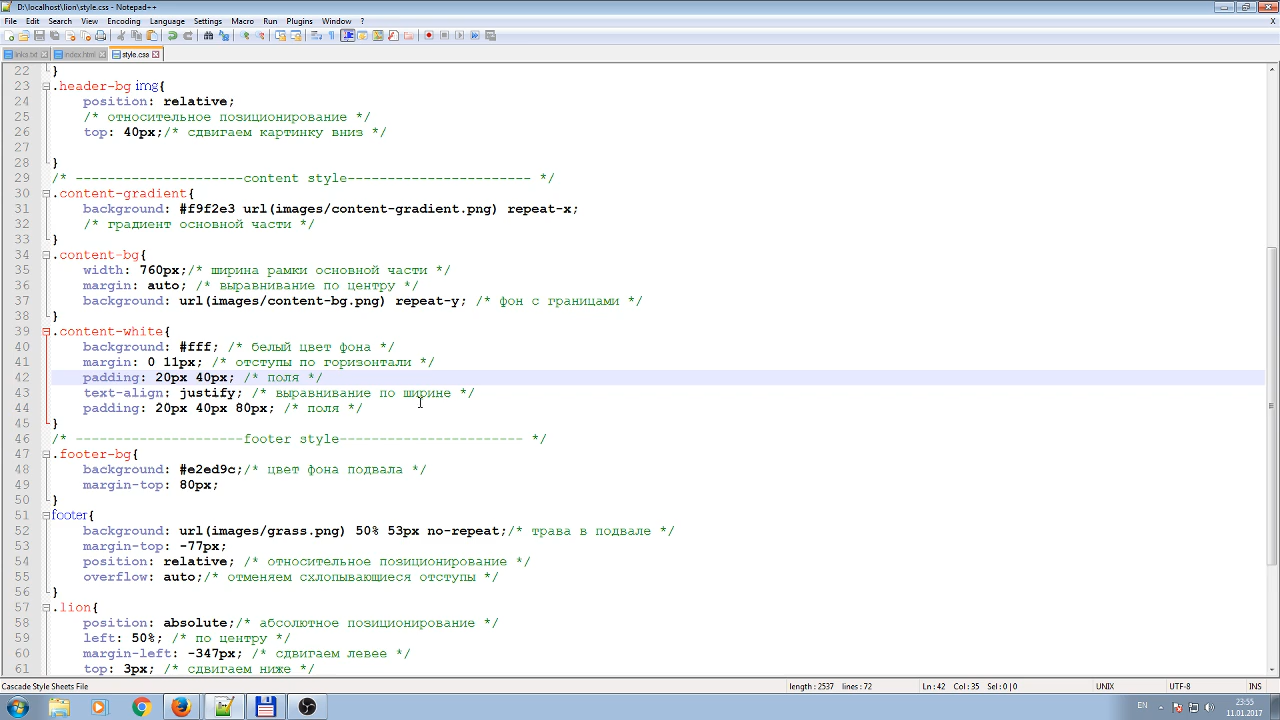 D:\localhost\lion\style.css - Notepad++
File Edit Search View Encoding Language Settings Macro Run Plugins Window ? X
links.txt index.html style.css
22 }
23 .header-bg img{
24 position: relative;
25 /* относительное позиционирование */
26 top: 40px;/* сдвигаем картинку вниз */
27
28 }
29 /* ---------------------content style----------------------- */
30 .content-gradient{
31 background: #f9f2e3 url(images/content-gradient.png) repeat-x;
32 /* градиент основной части */
33 }
34 .content-bg{
35 width: 760px;/* ширина рамки основной части */
36 margin: auto; /* выравнивание по центру */
37 background: url(images/content-bg.png) repeat-y; /* фон с границами */
38 }
39 .content-white{
40 background: #fff; /* белый цвет фона */
41 margin: 0 11px; /* отступы по горизонтали */
42 padding: 20px 40px; /* поля */
43 text-align: justify; /* выравнивание по ширине */
44 padding: 20px 40px 80px; /* поля */
45 }
46 /* ---------------------footer style----------------------- */
47 .footer-bg{
48 background: #e2ed9c;/* цвет фона подвала */
49 margin-top: 80px;
50 }
51 footer{
52 background: url(images/grass.png) 50% 53px no-repeat;/* трава в подвале */
53 margin-top: -77px;
54 position: relative; /* относительное позиционирование */
55 overflow: auto;/* отменяем схлопывающиеся отступы */
56 }
57 .lion{
58 position: absolute;/* абсолютное позиционирование */
59 left: 50%; /* по центру */
60 margin-left: -347px; /* сдвигаем левее */
61 top: 3px; /* сдвигаем ниже */
Cascade Style Sheets File length : 2537 lines : 72 Ln : 42 Col : 35 Sel : 0 | 0 UNIX UTF-8 INS
EN 23:55
11.01.2017